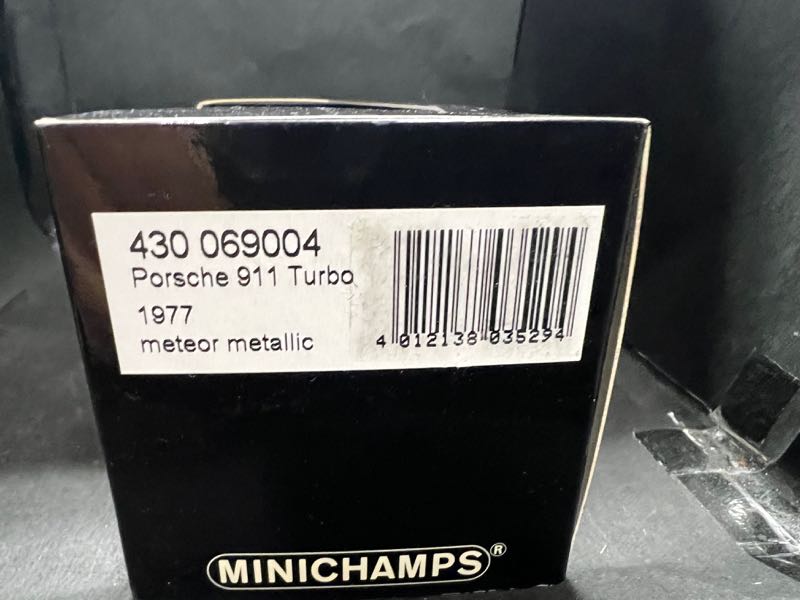 430 069004
Porsche 911 Turbo
1977
meteor metallic
4 012138 035294
MINICHAMPS®